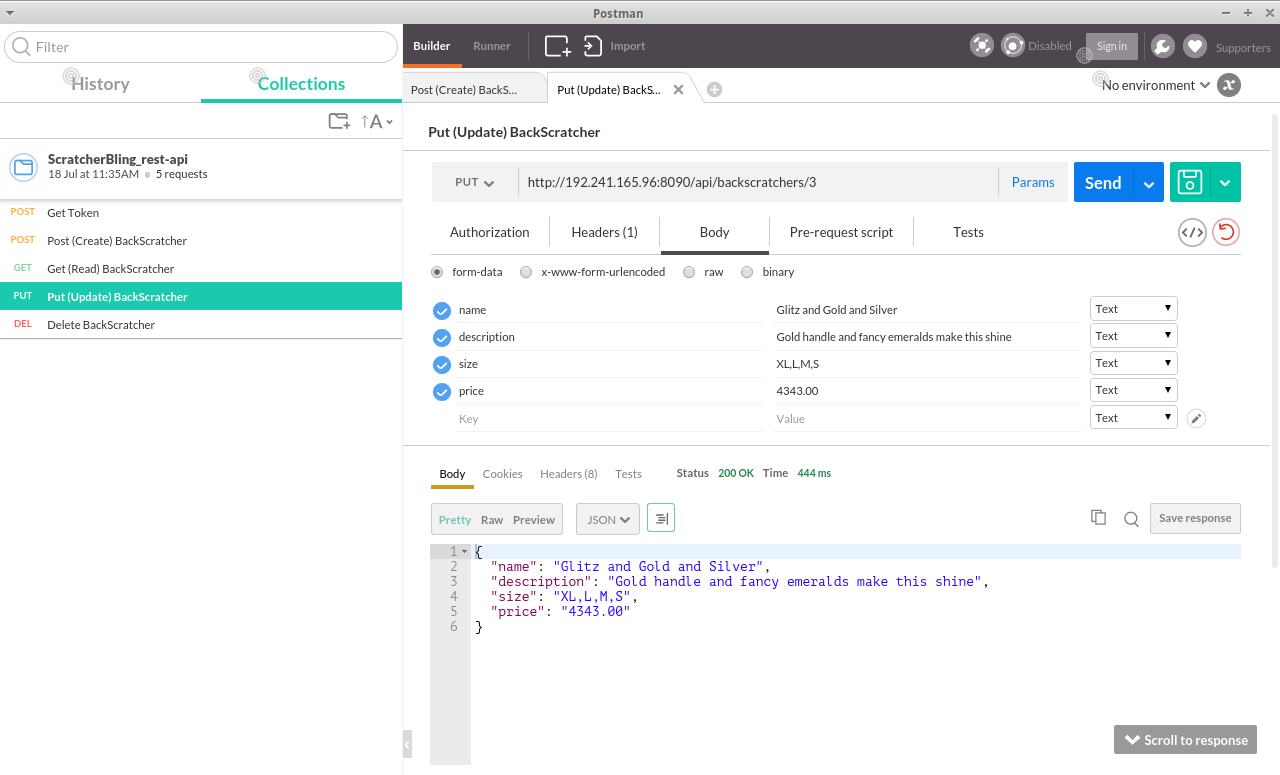 Postman
Filter
History
Collections
↑A
ScratcherBling_rest-api
18 Jul at 11:35AM 5 requests
POST Get Token
POST Post (Create) BackScratcher
GET Get (Read) BackScratcher
PUT Put (Update) BackScratcher
DEL Delete BackScratcher
Builder Runner Import Disabled Sign in Supporters
Post (Create) BackS... Put (Update) BackS... No environment
Put (Update) BackScratcher
PUT http://192.241.165.96:8090/api/backscratchers/3 Params Send
Authorization Headers (1) Body Pre-request script Tests
form-data x-www-form-urlencoded raw binary
name Glitz and Gold and Silver Text
description Gold handle and fancy emeralds make this shine Text
size XL,L,M,S Text
price 4343.00 Text
Key Value Text
Body Cookies Headers (8) Tests Status 200 OK Time 444 ms
Pretty Raw Preview JSON Save response
1 {
2 "name": "Glitz and Gold and Silver",
3 "description": "Gold handle and fancy emeralds make this shine",
4 "size": "XL,L,M,S",
5 "price": "4343.00"
6 }
Scroll to response